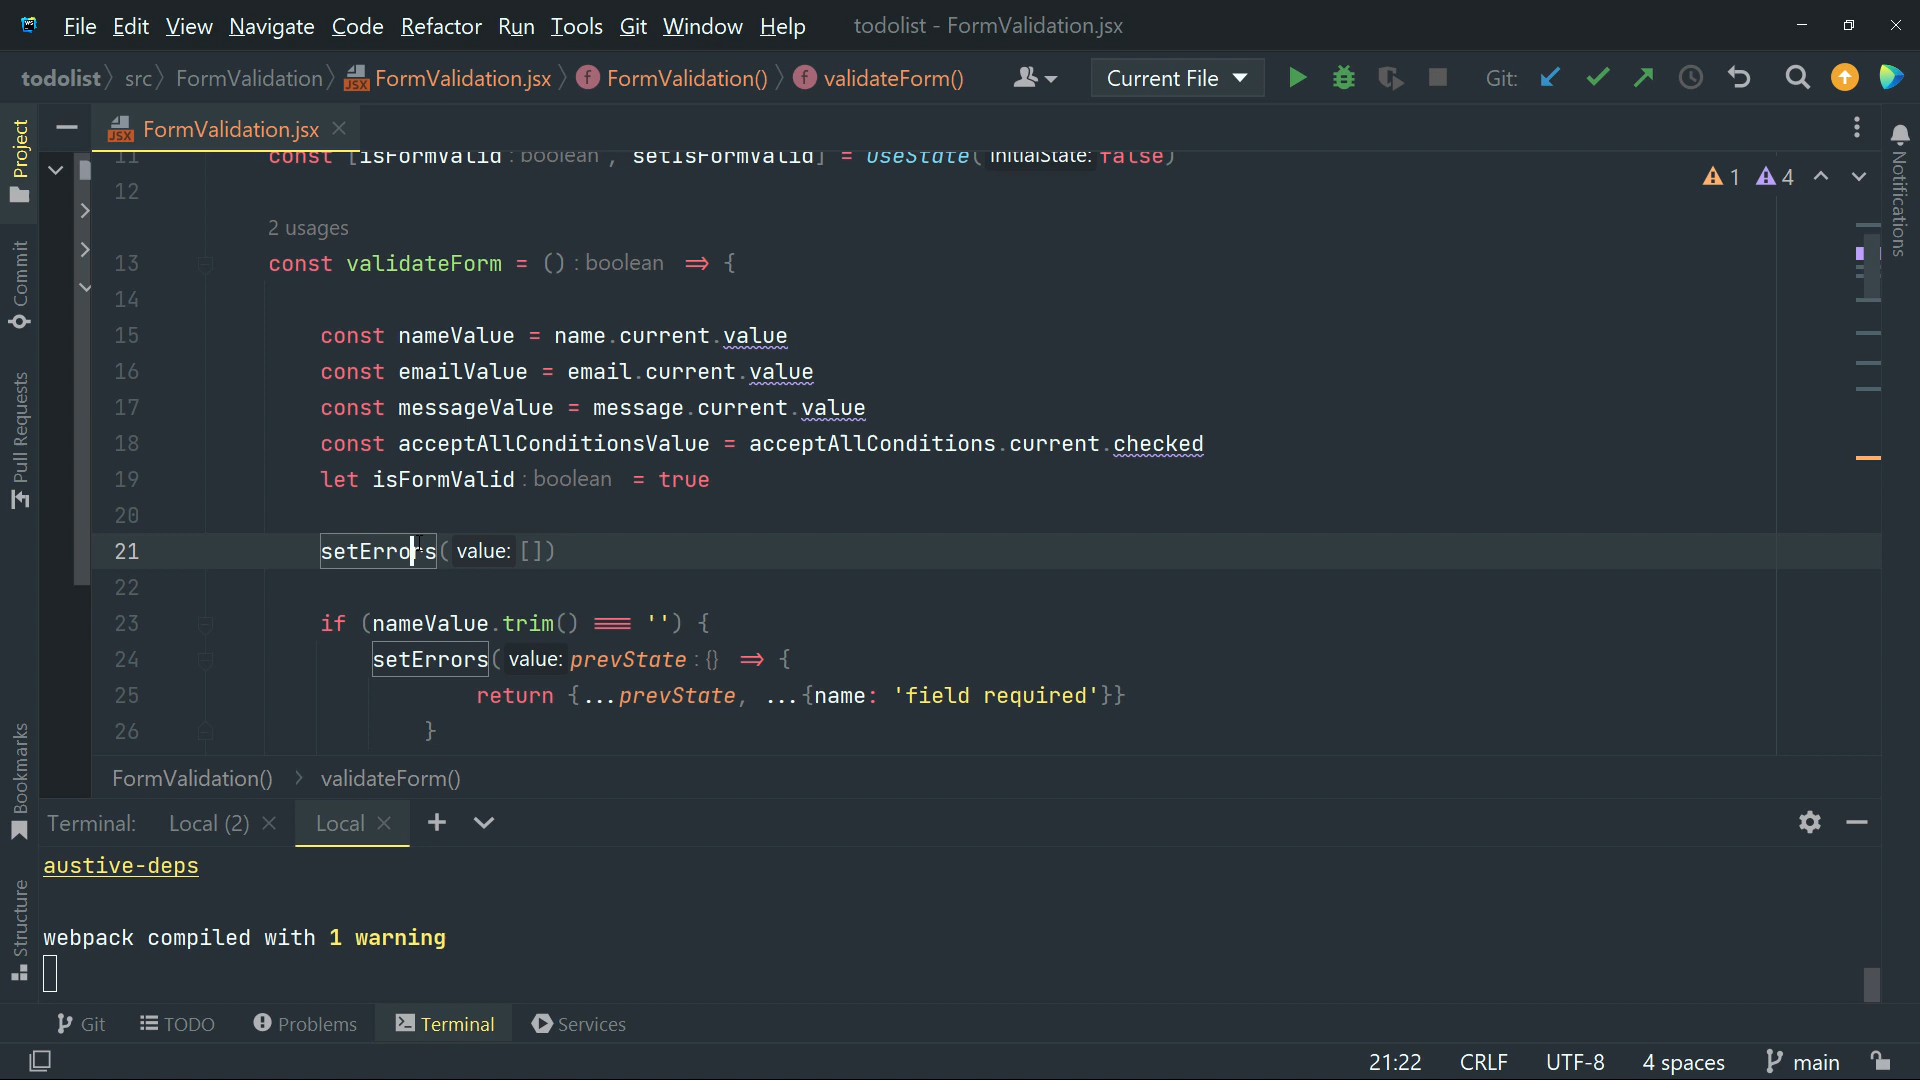 File Edit View Navigate Code Refactor Run Tools Git Window Help todolist - FormValidation.jsx
todolist src FormValidation FormValidation.jsx FormValidation() validateForm() Current File Git:
Project
Commit
Pull Requests
Bookmarks
Structure
Notifications
FormValidation.jsx
1 4
11 const [isFormValid : boolean , setIsFormValid] = useState( initialState: false)
12
2 usages
13 const validateForm = () : boolean => {
14
15 const nameValue = name.current.value
16 const emailValue = email.current.value
17 const messageValue = message.current.value
18 const acceptAllConditionsValue = acceptAllConditions.current.checked
19 let isFormValid : boolean = true
20
21 setErrors( value: [])
22
23 if (nameValue.trim() === '') {
24 setErrors( value: prevState : {} => {
25 return {...prevState, ...{name: 'field required'}}
26 }
FormValidation() validateForm()
Terminal: Local (2) Local
austive-deps
webpack compiled with 1 warning
Git TODO Problems Terminal Services
21:22 CRLF UTF-8 4 spaces main